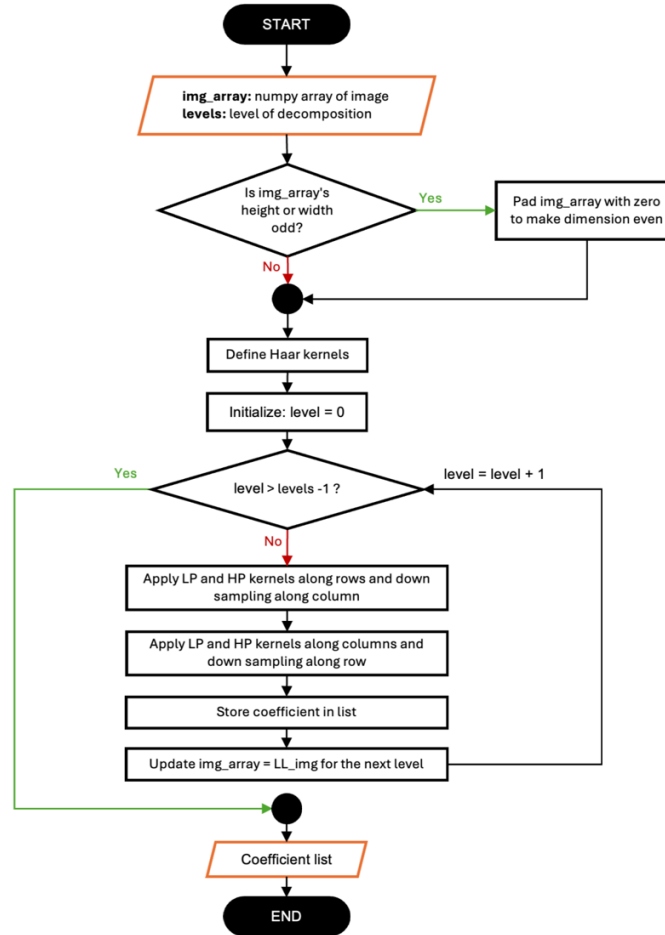 START
img_array: numpy array of image
levels: level of decomposition
Is img_array's
height or width
odd?
Yes
Pad img_array with zero
to make dimension even
No
Define Haar kernels
Initialize: level = 0
Yes
level > levels -1 ?
level = level + 1
No
Apply LP and HP kernels along rows and down
sampling along column
Apply LP and HP kernels along columns and
down sampling along row
Store coefficient in list
Update img_array = LL_img for the next level
Coefficient list
END